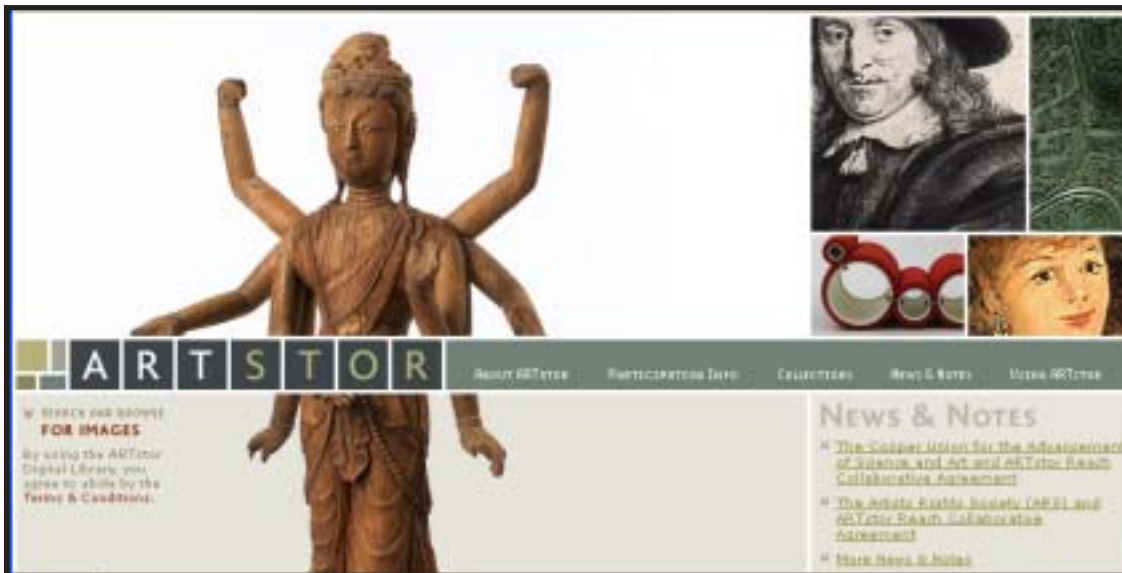 ARTSTOR
ABOUT ARTSTOR PARTICIPATION INFO COLLECTIONS NEWS & NOTES USING ARTSTOR
SEARCH AND BROWSE
FOR IMAGES
By using the ARTstor
Digital Library, you
agree to abide by the
Terms & Conditions.
NEWS & NOTES
The Cooper Union for the Advancement
of Science and Art and ARTstor Reach
Collaborative Agreement
The Artists Rights Society (ARS) and
ARTstor Reach Collaborative
Agreement
More News & Notes